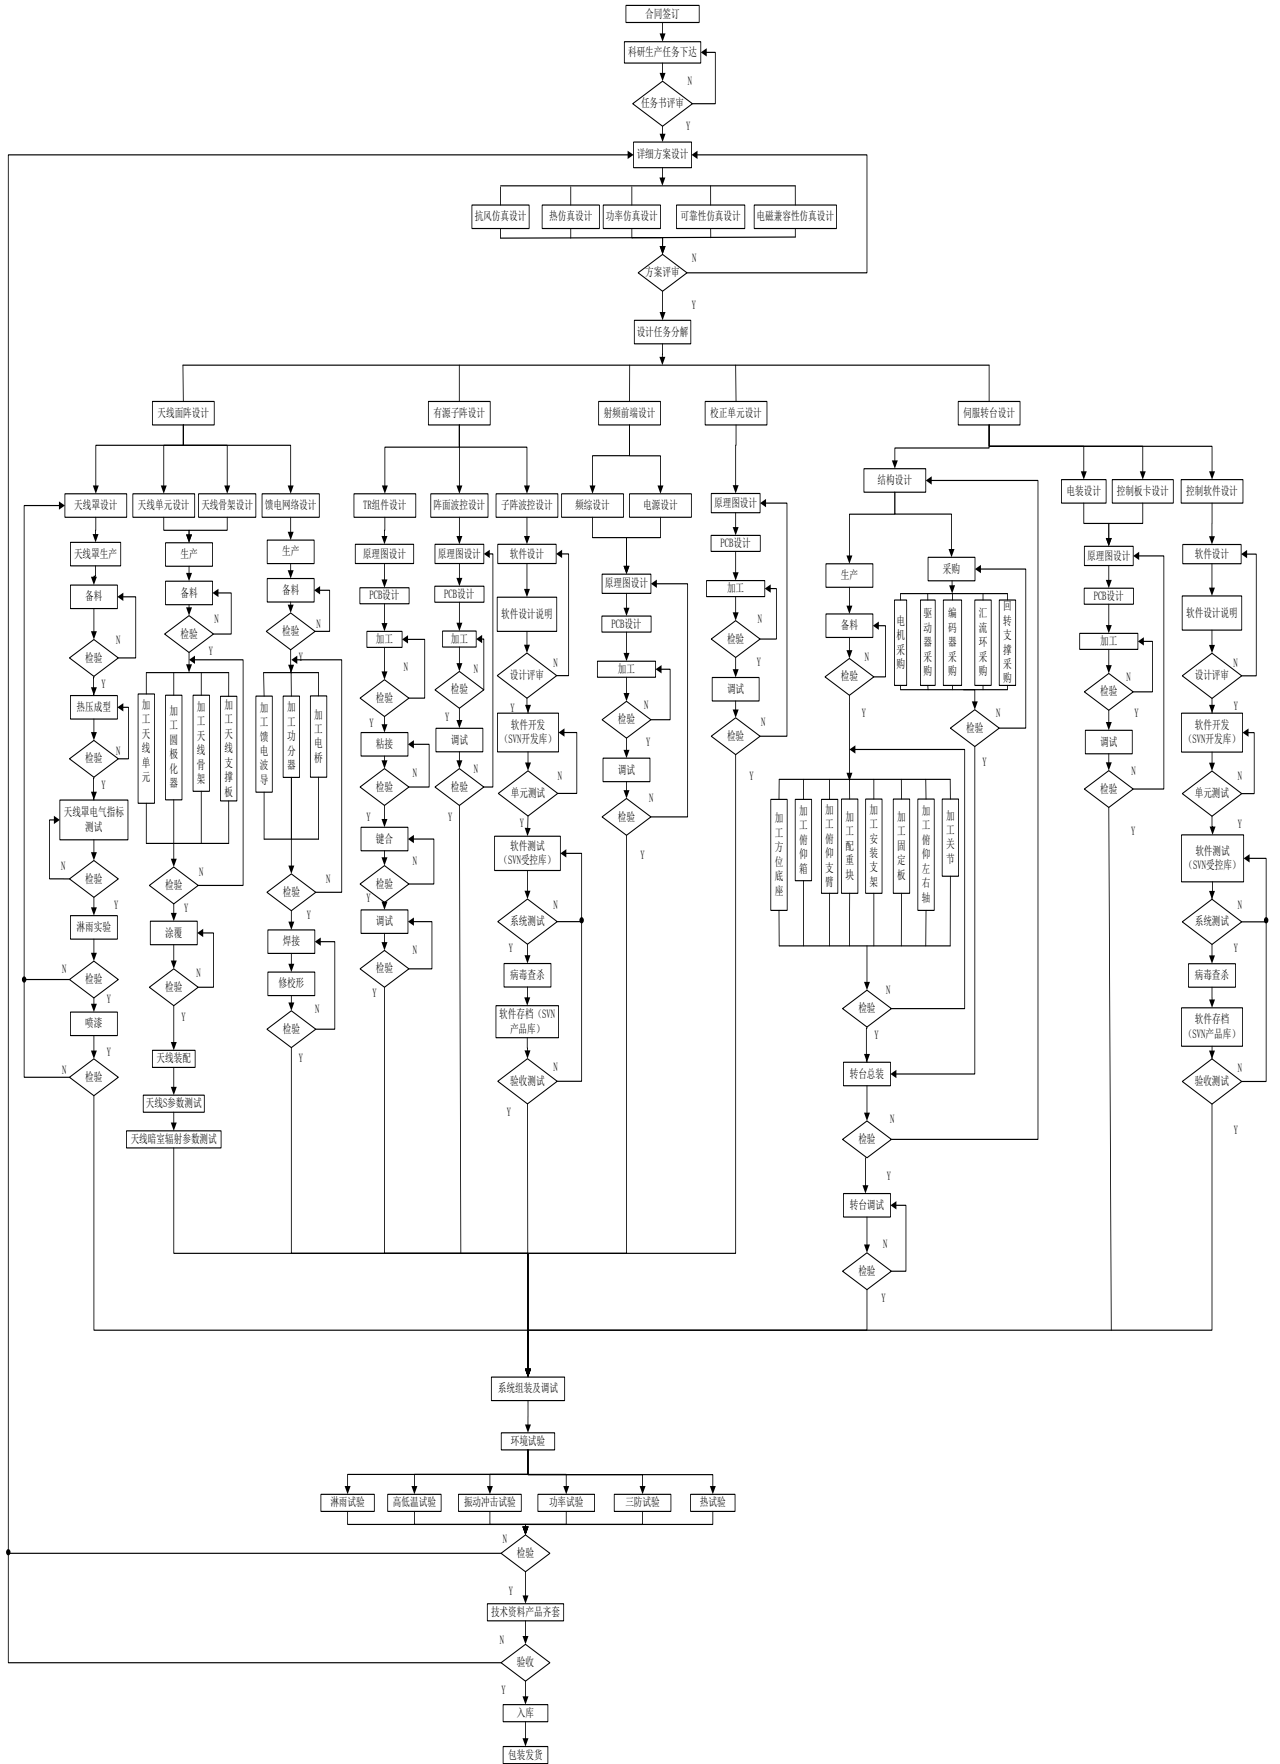 合同签订
科研生产任务下达
N
任务书评审
Y
详细方案设计
抗风仿真设计
热仿真设计
功率仿真设计
可靠性仿真设计
电磁兼容性仿真设计
N
方案评审
Y
设计任务分解
天线面阵设计
有源子阵设计
射频前端设计
校正单元设计
伺服转台设计
天线罩设计
天线单元设计
天线骨架设计
馈电网络设计
TR组件设计
阵面波控设计
子阵波控设计
频综设计
电源设计
结构设计
电装设计
控制板卡设计
控制软件设计
天线罩生产
备料
N
检验
Y
热压成型
N
检验
Y
天线罩电气指标
测试
N
检验
Y
淋雨实验
N
检验
Y
喷漆
Y
N
检验
生产
备料
N
检验
Y
加工天线单元
加工圆极化器
加工天线骨架
加工天线支撑板
N
检验
Y
涂覆
N
检验
Y
天线装配
天线S参数测试
天线暗室辐射参数测试
生产
备料
N
检验
Y
加工馈电波导
加工功分器
加工电桥
N
检验
Y
焊接
修校形
N
检验
Y
原理图设计
PCB设计
加工
N
检验
Y
粘接
N
检验
Y
键合
N
检验
Y
调试
N
检验
Y
原理图设计
PCB设计
加工
N
检验
Y
调试
N
检验
Y
软件设计
软件设计说明
N
设计评审
Y
软件开发
(SVN开发库)
N
单元测试
Y
软件测试
(SVN受控库)
N
系统测试
Y
病毒查杀
软件存档(SVN
产品库)
N
验收测试
Y
原理图设计
PCB设计
加工
N
检验
Y
调试
N
检验
Y
原理图设计
PCB设计
加工
N
检验
Y
调试
N
检验
Y
生产
备料
N
检验
Y
采购
电机采购
驱动器采购
编码器采购
汇流环采购
回转支撑采购
N
检验
Y
加工方位底座
加工俯仰箱
加工俯仰支臂
加工配重块
加工安装支架
加工固定板
加工俯仰左右轴
加工关节
N
检验
Y
转台总装
N
检验
Y
转台调试
N
检验
Y
原理图设计
PCB设计
加工
N
检验
Y
调试
N
检验
Y
软件设计
软件设计说明
N
设计评审
Y
软件开发
(SVN开发库)
N
单元测试
Y
软件测试
(SVN受控库)
N
系统测试
Y
病毒查杀
软件存档
(SVN产品库)
N
验收测试
Y
系统组装及调试
环境试验
淋雨试验
高低温试验
振动冲击试验
功率试验
三防试验
热试验
N
检验
Y
技术资料产品齐套
N
验收
Y
入库
包装发货